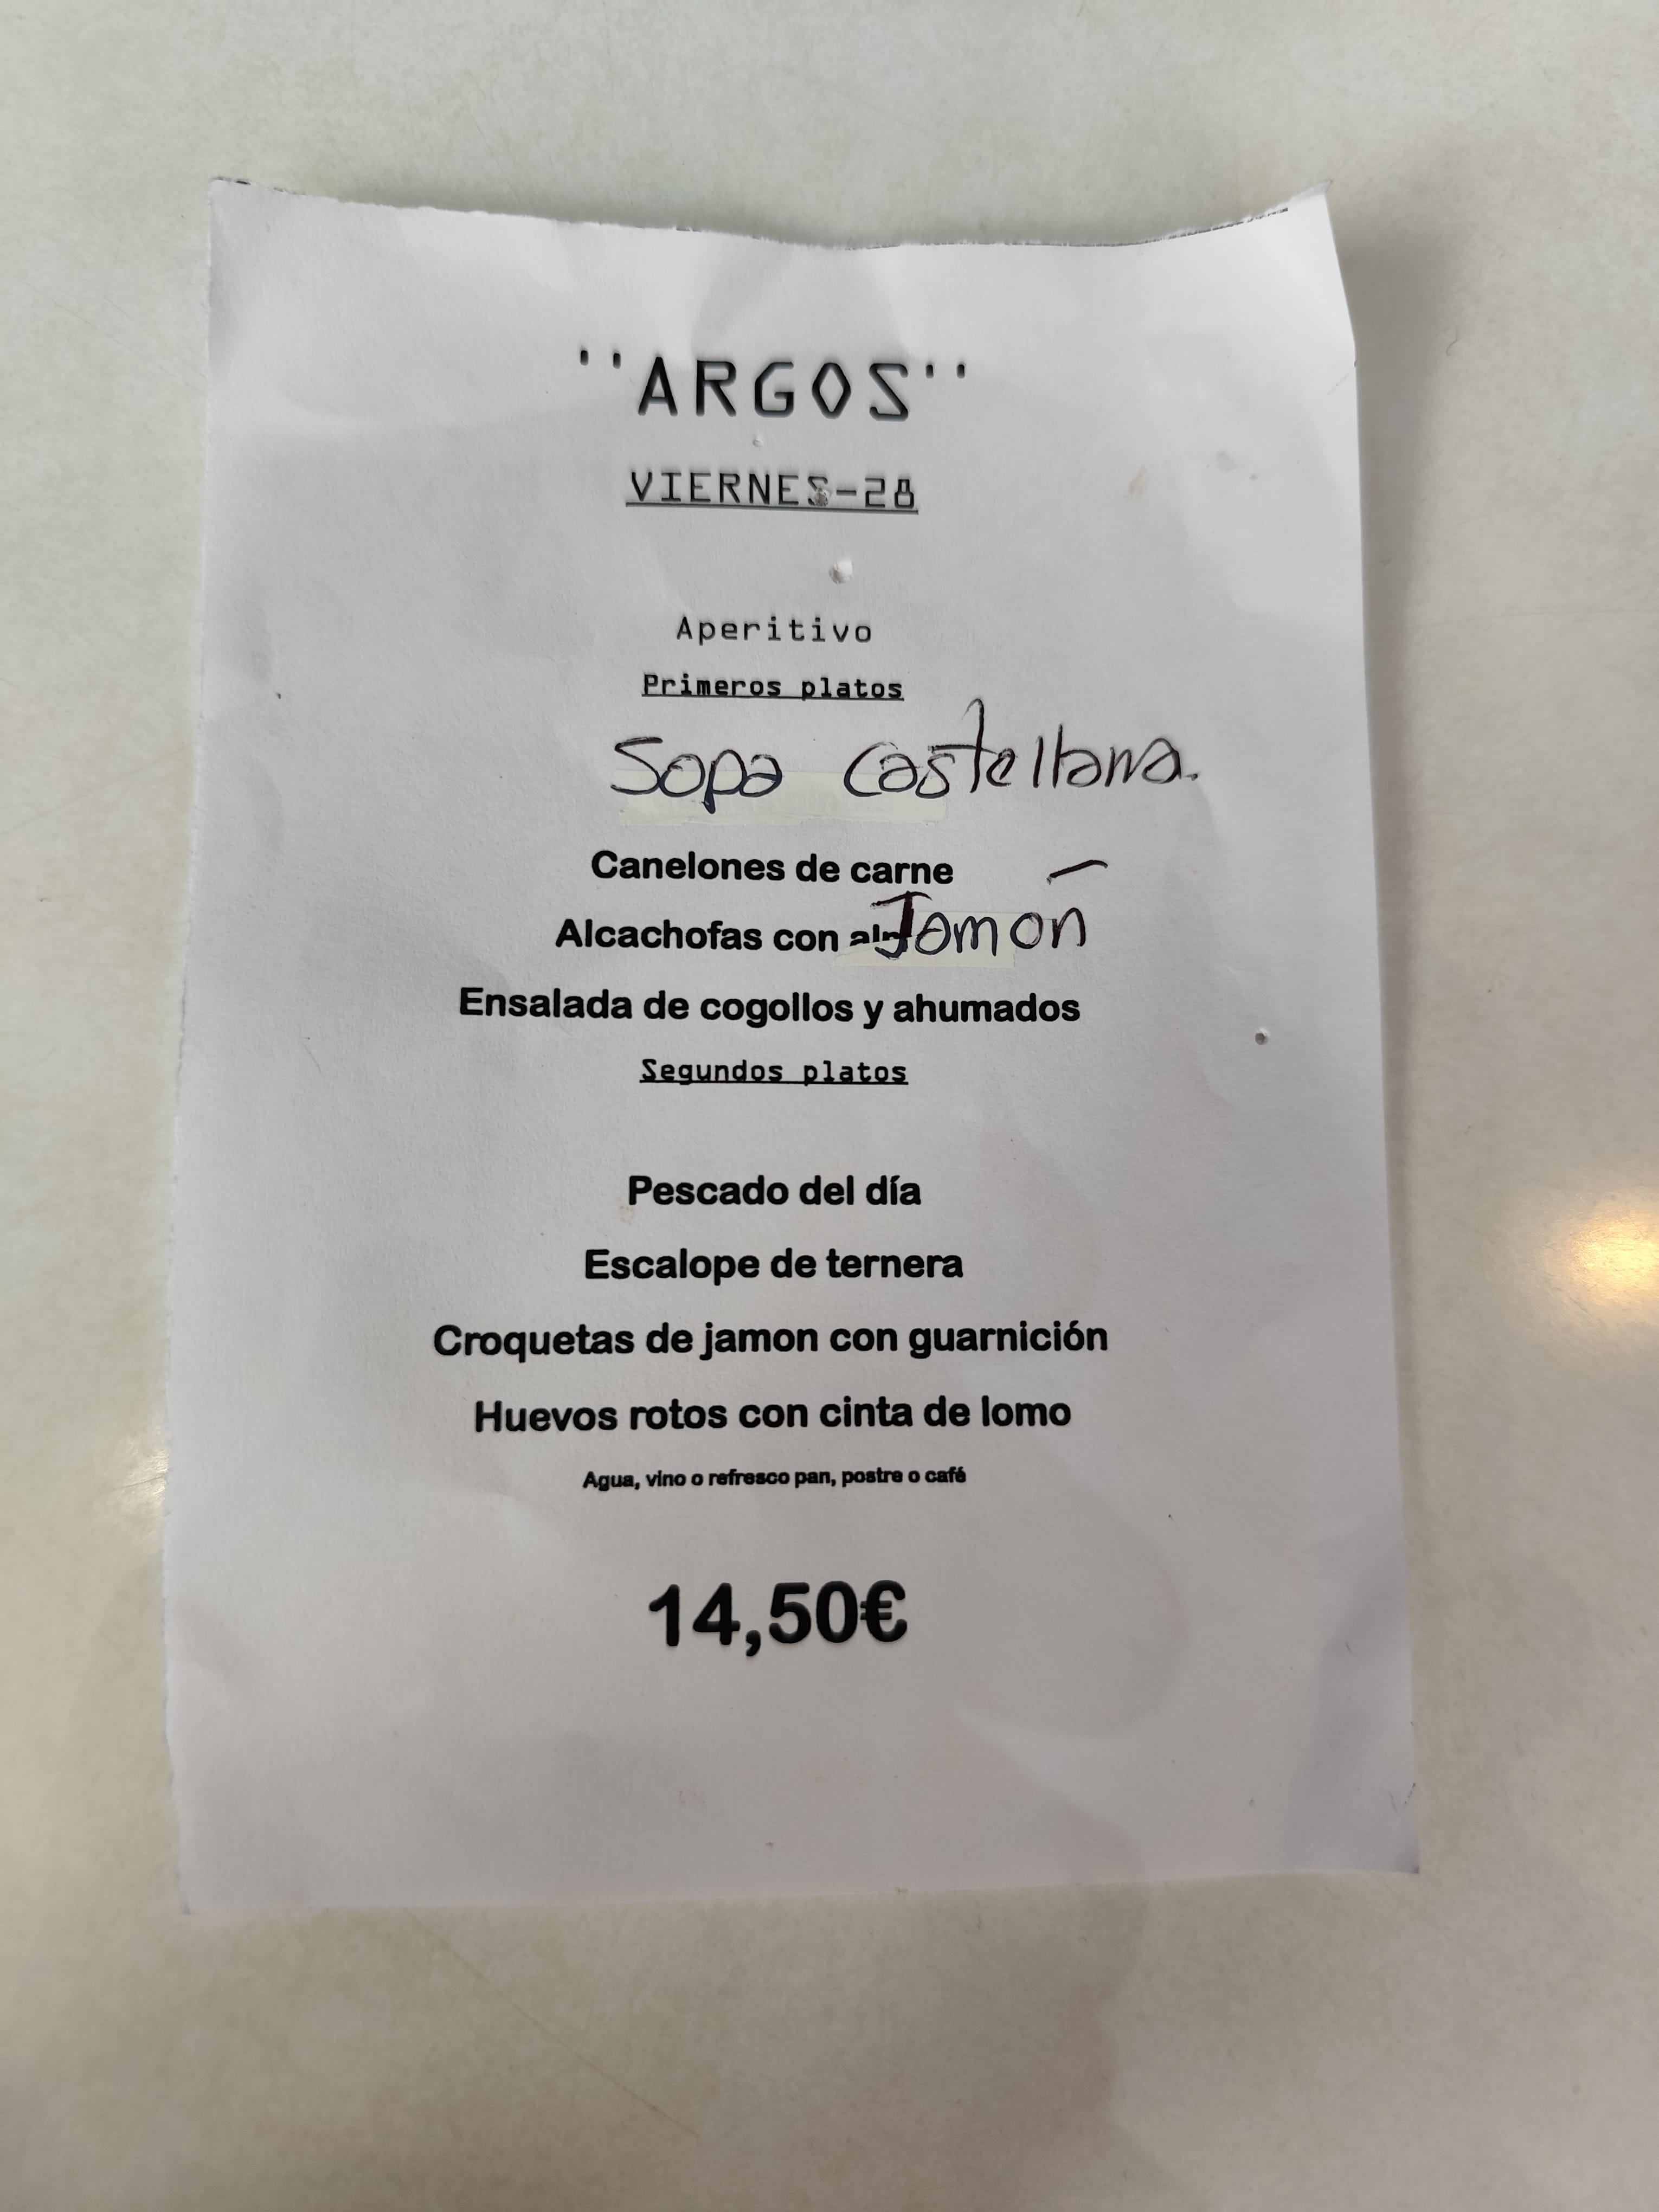 ''ARGOS''
VIERNES-28
Aperitivo
Primeros platos
Sopa Castellana.
Canelones de carne
Alcachofas con Jamón
Ensalada de cogollos y ahumados
Segundos platos
Pescado del día
Escalope de ternera
Croquetas de jamon con guarnición
Huevos rotos con cinta de lomo
Agua, vino o refresco pan, postre o café
14,50€